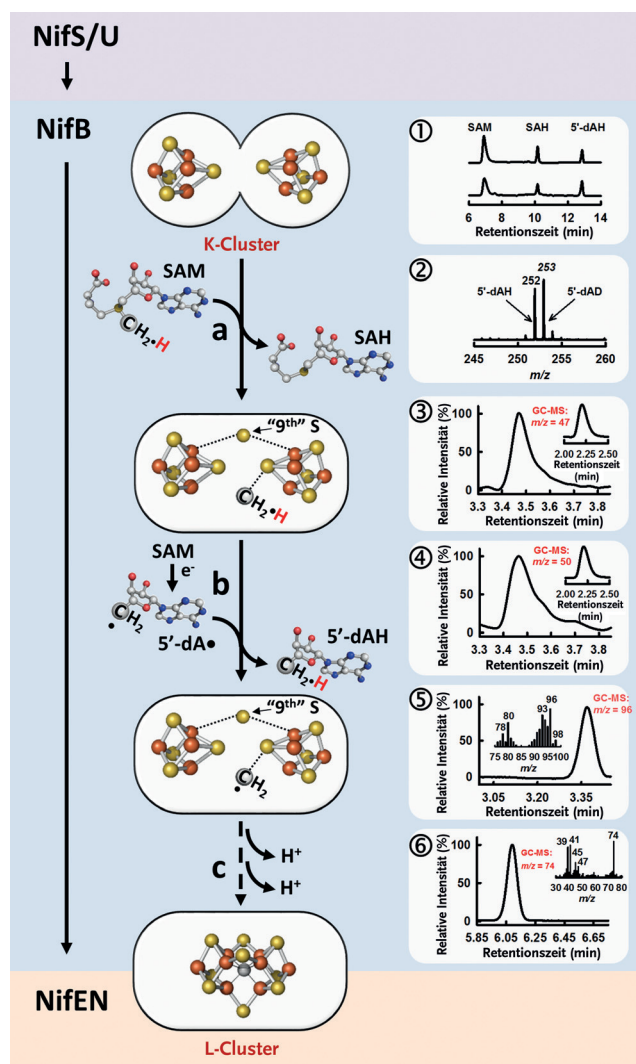 NifS/U
NifB
K-Cluster
SAM
CH2•H
a
SAH
"9th" S
CH2•H
SAM
e-
b
•CH2
5'-dA•
5'-dAH
CH2•H
"9th" S
•CH2
c
H+
H+
NifEN
L-Cluster
①
SAM SAH 5'-dAH
6 8 10 12 14
Retentionszeit (min)
②
253
252
5'-dAH
5'-dAD
245 250 255 260
m/z
③
Relative Intensität (%)
100
50
0
GC-MS:
m/z = 47
2.00 2.25 2.50
Retentionszeit
(min)
3.3 3.4 3.5 3.6 3.7 3.8
Retentionszeit (min)
④
Relative Intensität (%)
100
50
0
GC-MS:
m/z = 50
2.00 2.25 2.50
Retentionszeit
(min)
3.3 3.4 3.5 3.6 3.7 3.8
Retentionszeit (min)
⑤
Relative Intensität (%)
100
50
0
GC-MS:
m/z = 96
96
93
80
78
98
75 80 85 90 95 100
m/z
3.05 3.20 3.35
Retentionszeit (min)
⑥
Relative Intensität (%)
100
50
0
GC-MS:
m/z = 74
74
39 41
45
47
30 40 50 60 70 80
m/z
5.85 6.05 6.25 6.45 6.65
Retentionszeit (min)